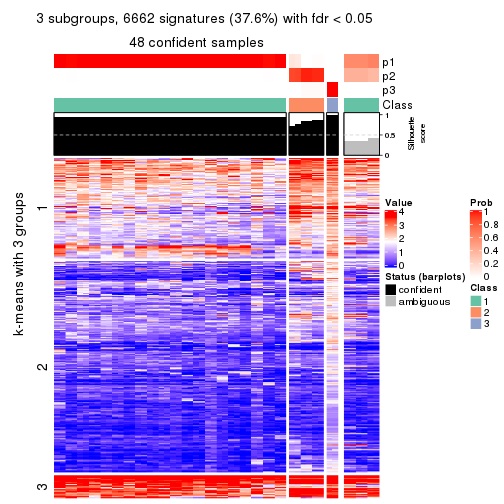 3 subgroups, 6662 signatures (37.6%) with fdr < 0.05
48 confident samples
p1
p2
p3
Class
1
0.5
0
Silhouette
score
k-means with 3 groups
1
2
3
Value
4
3
2
1
0
Status (barplots)
confident
ambiguous
Prob
1
0.8
0.6
0.4
0.2
0
Class
1
2
3